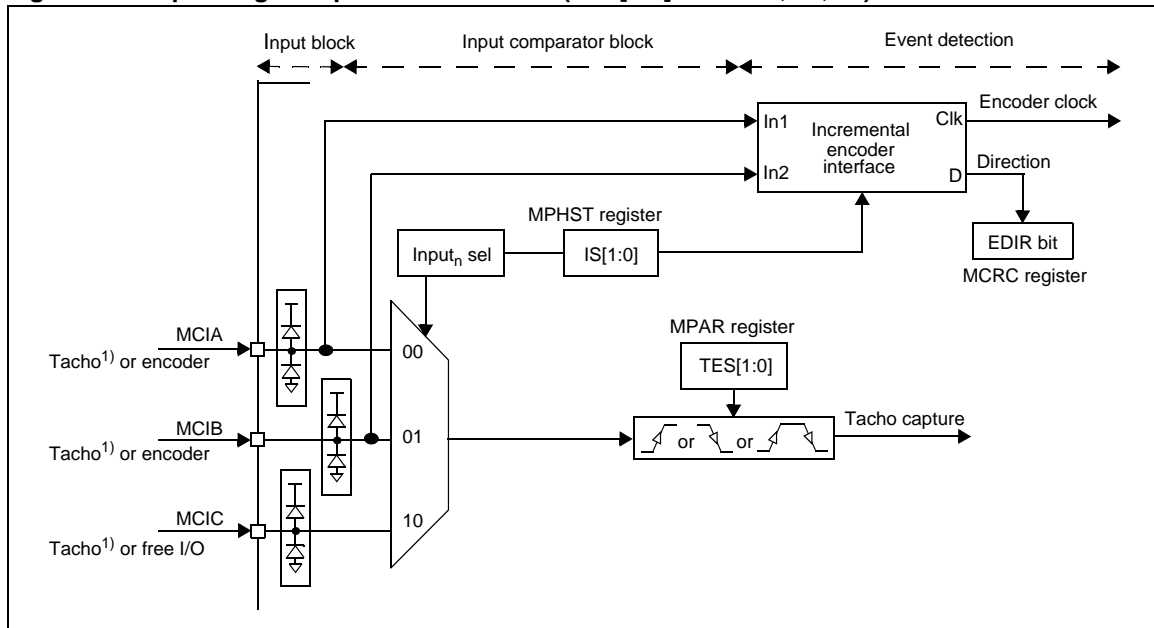 Input block
Input comparator block
Event detection
In1
In2
Incremental
encoder
interface
Clk
D
Encoder clock
Direction
EDIR bit
MCRC register
MPHST register
Inputn sel
IS[1:0]
MCIA
Tacho1) or encoder
MCIB
Tacho1) or encoder
MCIC
Tacho1) or free I/O
00
01
10
MPAR register
TES[1:0]
or or
Tacho capture